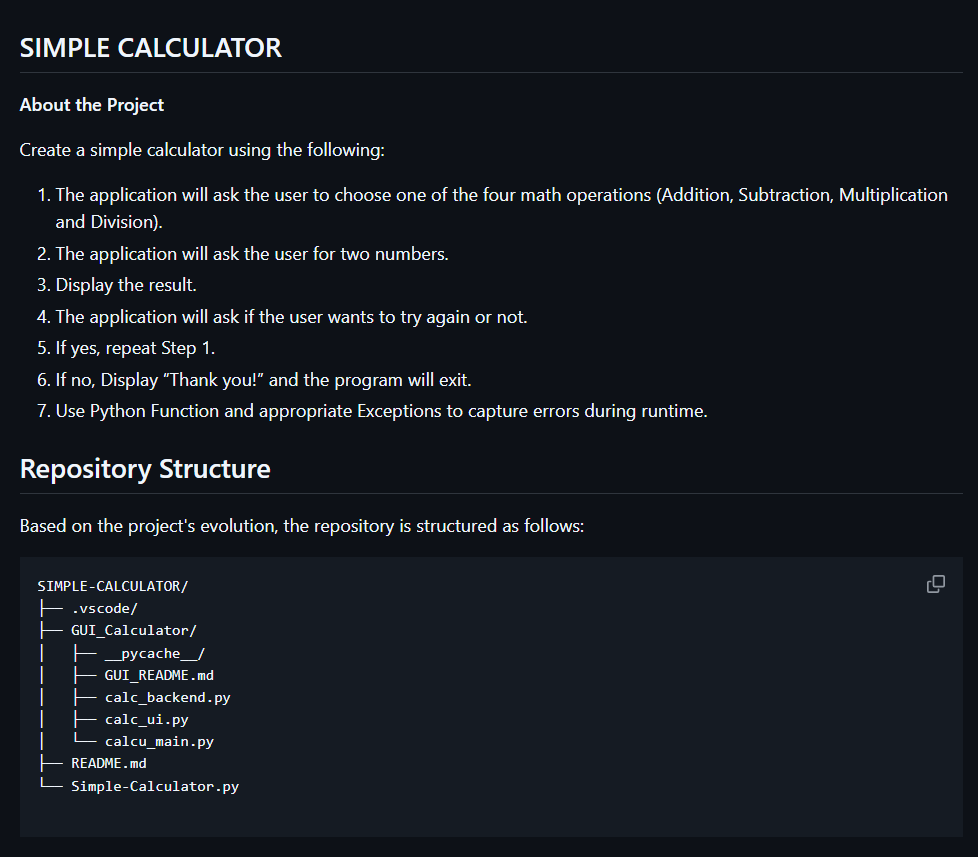 SIMPLE CALCULATOR
About the Project
Create a simple calculator using the following:
1. The application will ask the user to choose one of the four math operations (Addition, Subtraction, Multiplication
and Division).
2. The application will ask the user for two numbers.
3. Display the result.
4. The application will ask if the user wants to try again or not.
5. If yes, repeat Step 1.
6. If no, Display “Thank you!” and the program will exit.
7. Use Python Function and appropriate Exceptions to capture errors during runtime.
Repository Structure
Based on the project's evolution, the repository is structured as follows:
SIMPLE-CALCULATOR/
├── .vscode/
├── GUI_Calculator/
│   ├── __pycache__/
│   ├── GUI_README.md
│   ├── calc_backend.py
│   ├── calc_ui.py
│   └── calcu_main.py
├── README.md
└── Simple-Calculator.py